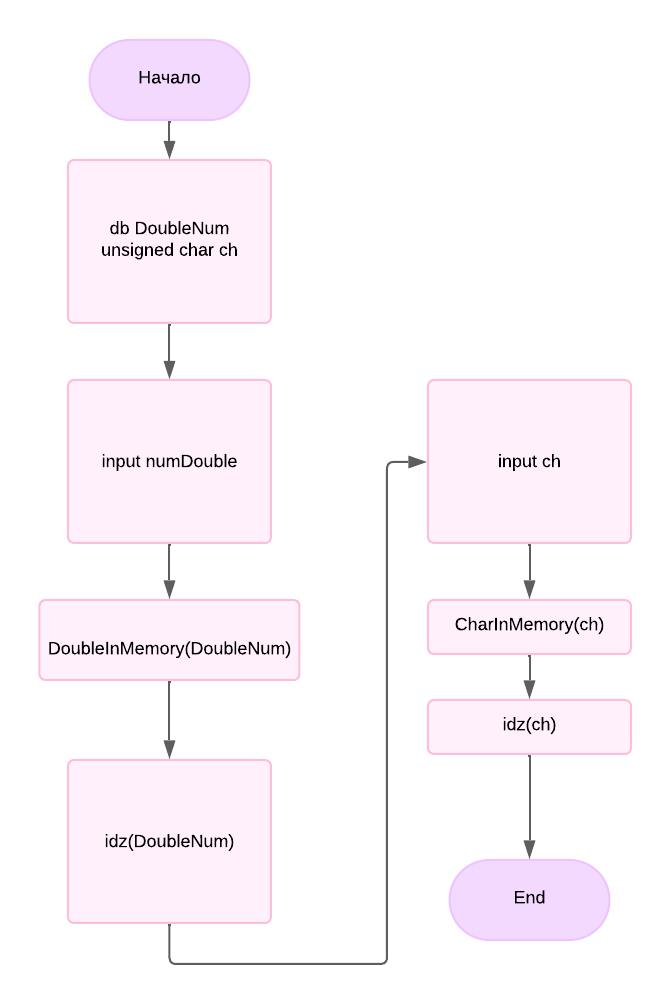 Начало
db DoubleNum
unsigned char ch
input numDouble
DoubleInMemory(DoubleNum)
idz(DoubleNum)
input ch
CharInMemory(ch)
idz(ch)
End